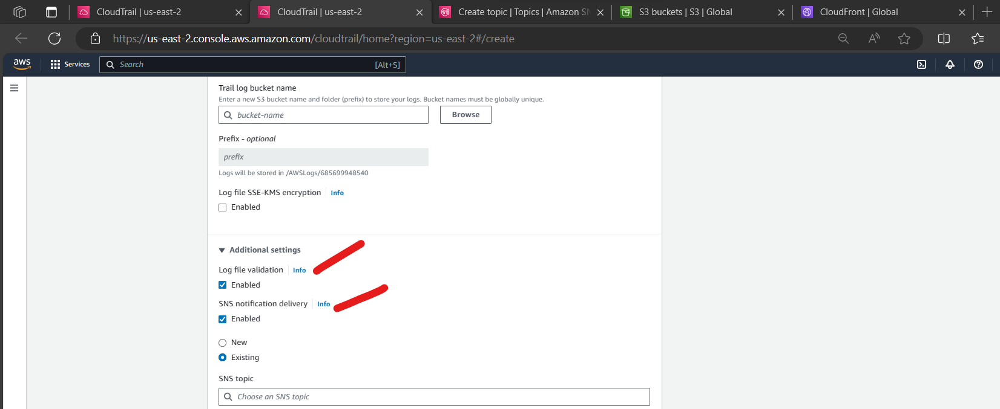 CloudTrail | us-east-2
CloudTrail | us-east-2
Create topic | Topics | Amazon SN
S3 buckets | S3 | Global
CloudFront | Global
https://us-east-2.console.aws.amazon.com/cloudtrail/home?region=us-east-2#/create
aws
Services
Search
[Alt+S]
Trail log bucket name
Enter a new S3 bucket name and folder (prefix) to store your logs. Bucket names must be globally unique.
bucket-name
Browse
Prefix - optional
prefix
Logs will be stored in /AWSLogs/685699948540
Log file SSE-KMS encryption Info
Enabled
Additional settings
Log file validation Info
Enabled
SNS notification delivery Info
Enabled
New
Existing
SNS topic
Choose an SNS topic